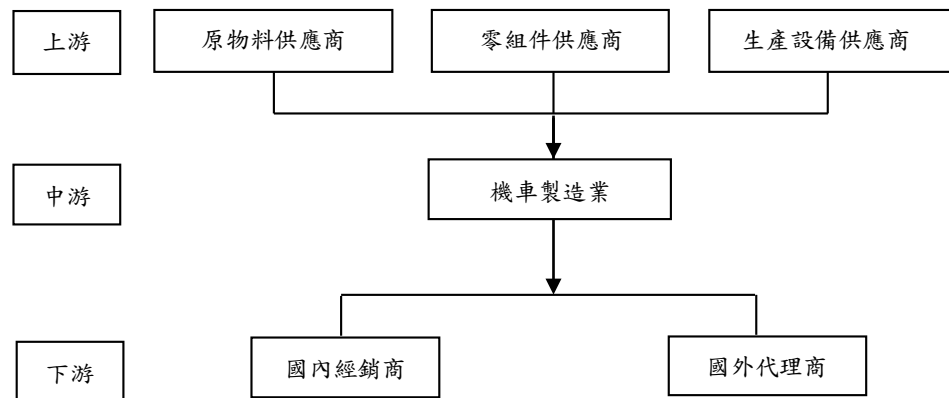 上游
原物料供應商
零組件供應商
生產設備供應商
中游
機車製造業
下游
國內經銷商
國外代理商